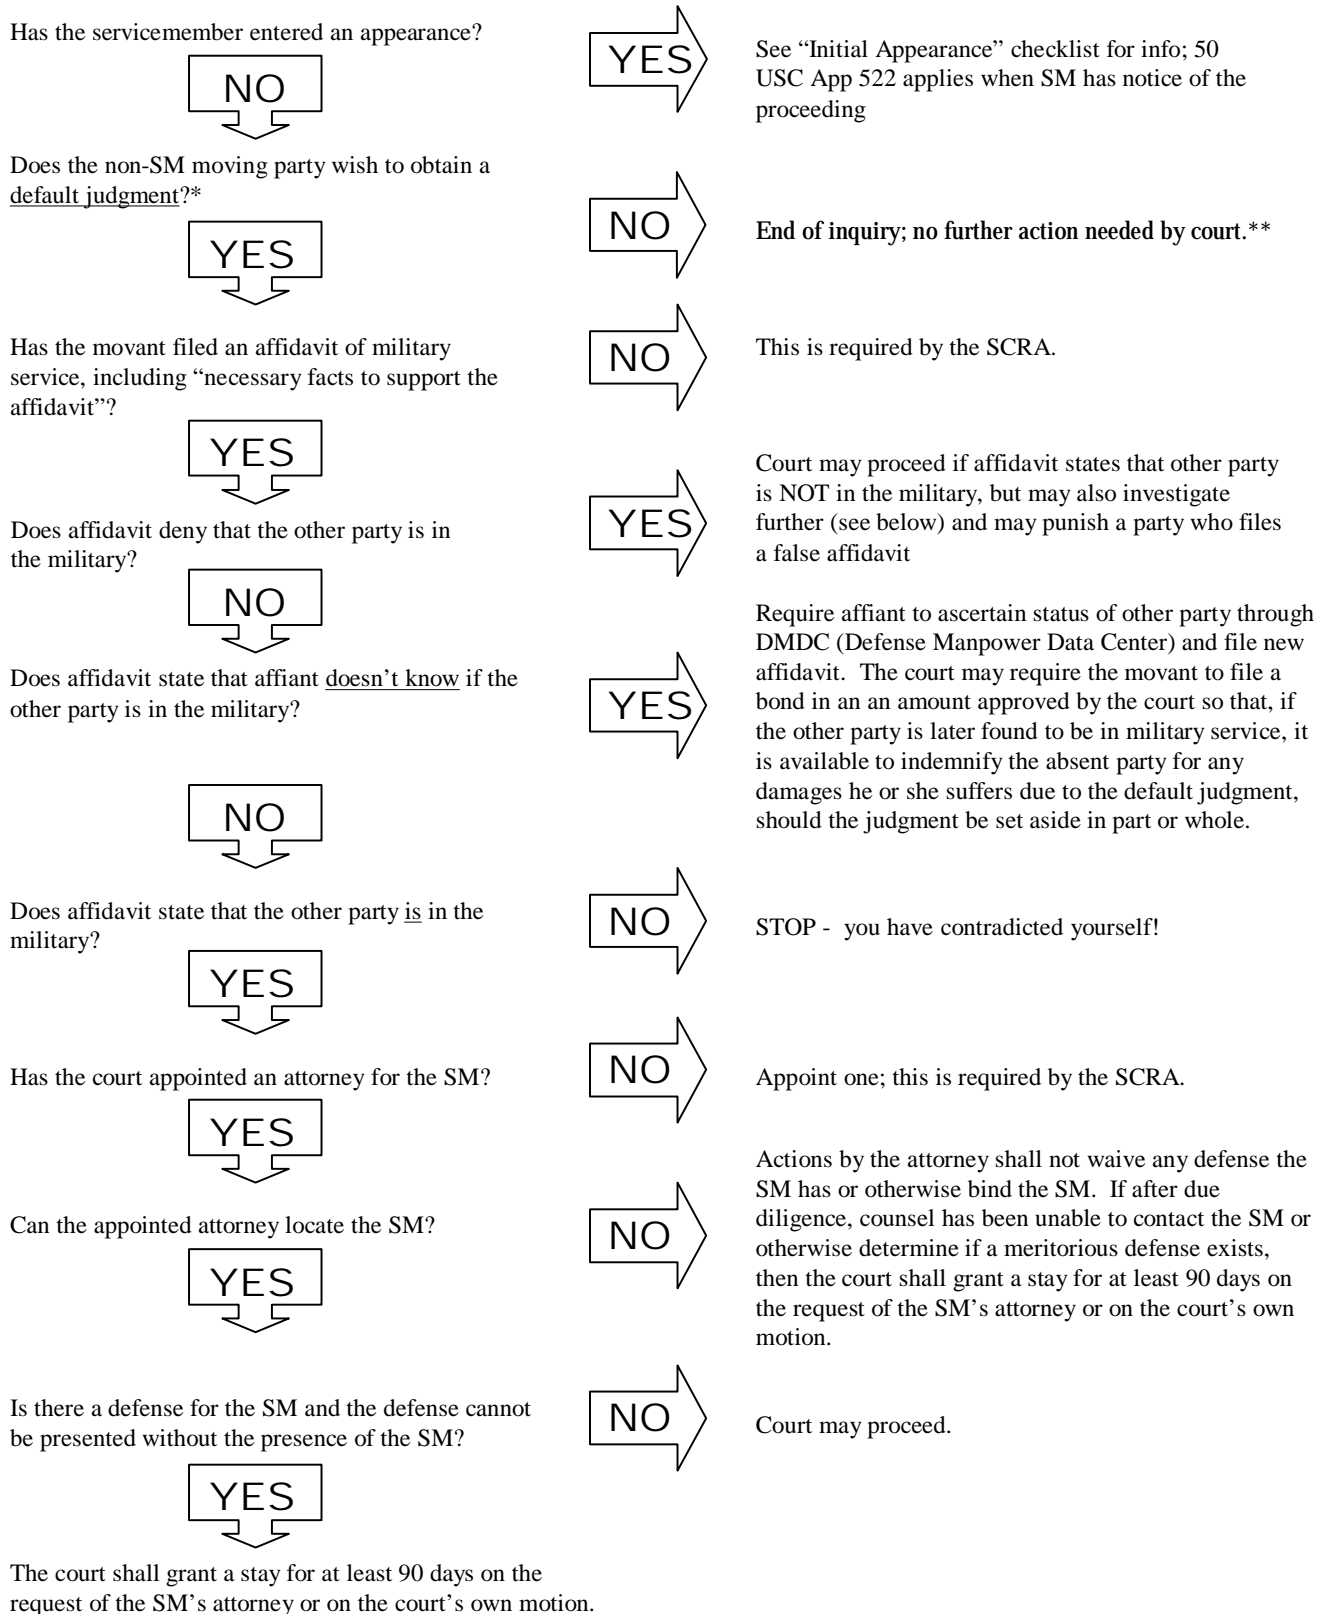 Has the servicemember entered an appearance?
YES
See “Initial Appearance” checklist for info; 50
USC App 522 applies when SM has notice of the
proceeding
NO
Does the non-SM moving party wish to obtain a
default judgment?*
NO
End of inquiry; no further action needed by court.**
YES
Has the movant filed an affidavit of military
service, including “necessary facts to support the
affidavit”?
NO
This is required by the SCRA.
YES
Does affidavit deny that the other party is in
the military?
YES
Court may proceed if affidavit states that other party
is NOT in the military, but may also investigate
further (see below) and may punish a party who files
a false affidavit
NO
Does affidavit state that affiant doesn’t know if the
other party is in the military?
YES
Require affiant to ascertain status of other party through
DMDC (Defense Manpower Data Center) and file new
affidavit.  The court may require the movant to file a
bond in an an amount approved by the court so that, if
the other party is later found to be in military service, it
is available to indemnify the absent party for any
damages he or she suffers due to the default judgment,
should the judgment be set aside in part or whole.
NO
Does affidavit state that the other party is in the
military?
NO
STOP -  you have contradicted yourself!
YES
Has the court appointed an attorney for the SM?
NO
Appoint one; this is required by the SCRA.
YES
Can the appointed attorney locate the SM?
NO
Actions by the attorney shall not waive any defense the
SM has or otherwise bind the SM.  If after due
diligence, counsel has been unable to contact the SM or
otherwise determine if a meritorious defense exists,
then the court shall grant a stay for at least 90 days on
the request of the SM’s attorney or on the court’s own
motion.
YES
Is there a defense for the SM and the defense cannot
be presented without the presence of the SM?
NO
Court may proceed.
YES
The court shall grant a stay for at least 90 days on the
request of the SM’s attorney or on the court’s own motion.